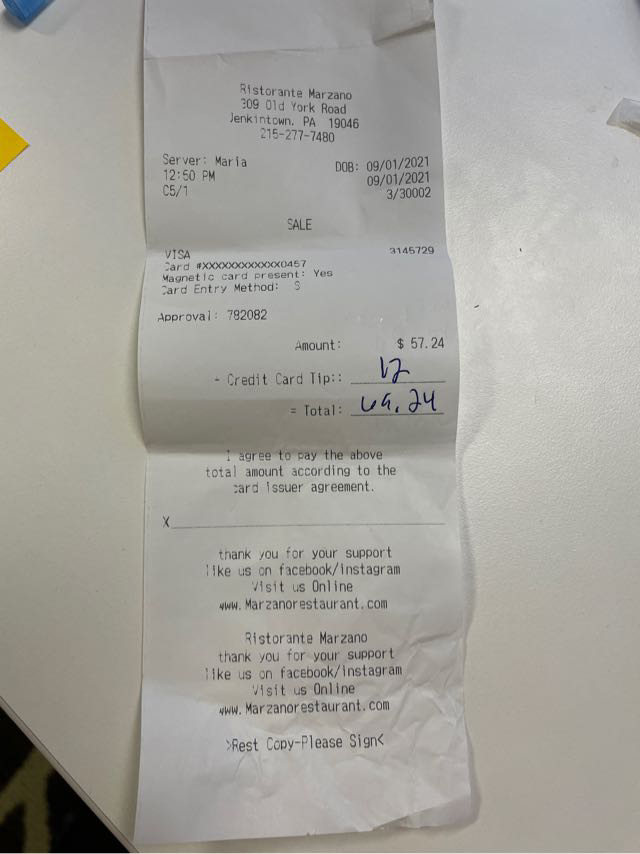 Ristorante Marzano
309 Old York Road
Jenkintown, PA 19046
215-277-7480
Server: Maria DOB: 09/01/2021
12:50 PM 09/01/2021
C5/1 3/30002
SALE
VISA 3145729
Card #XXXXXXXXXXXX0457
Magnetic card present: Yes
Card Entry Method: S
Approval: 792082
Amount: $ 57.24
+ Credit Card Tip:: 12
= Total: 69.24
I agree to pay the above
total amount according to the
card issuer agreement.
X
thank you for your support
like us on facebook/instagram
Visit us Online
www.Marzanorestaurant.com
Ristorante Marzano
thank you for your support
like us on facebook/instagram
Visit us Online
www.Marzanorestaurant.com
>Rest Copy-Please Sign<